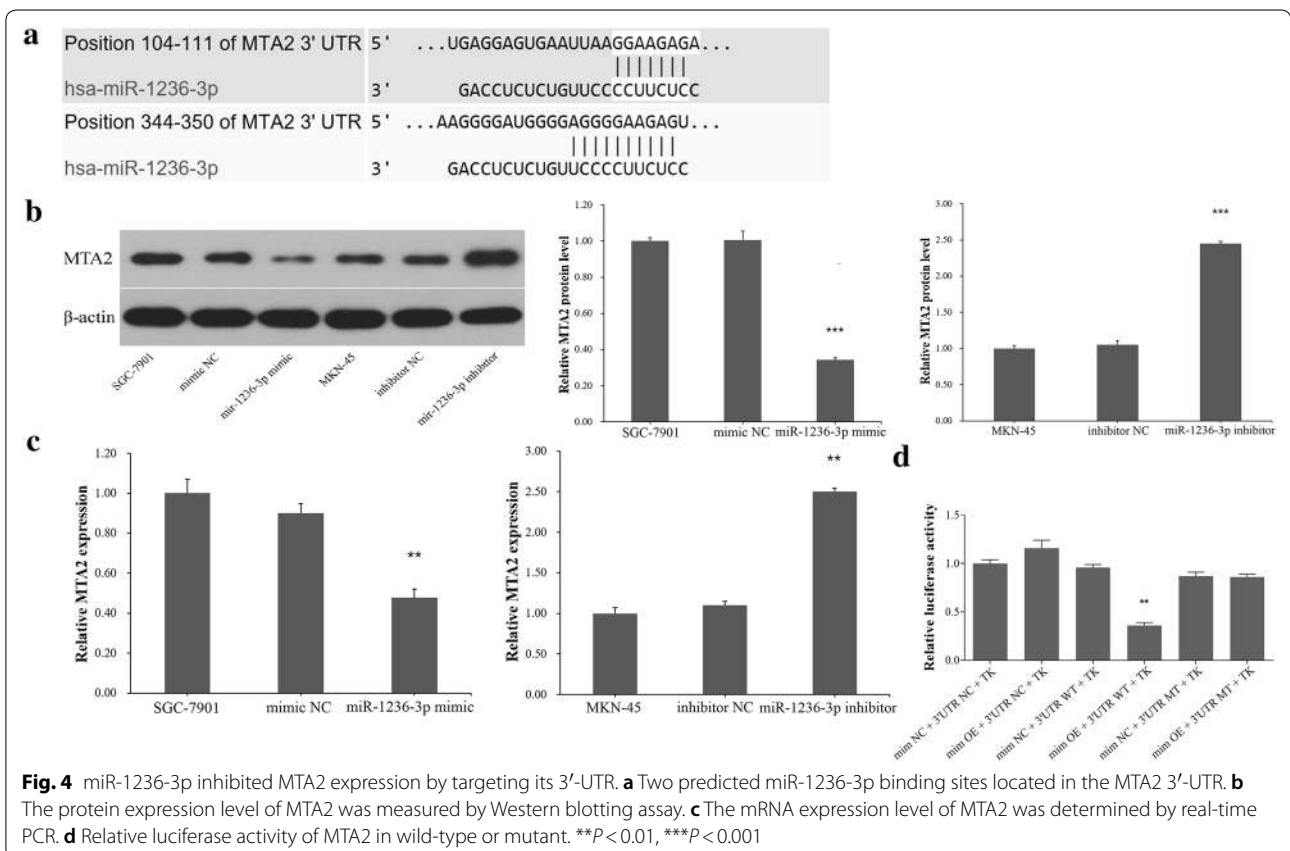 a
Position 104-111 of MTA2 3' UTR 5' ...UGAGGAGUGAAUUAAGGAAGAGA...
hsa-miR-1236-3p 3' GACCUCUCUGUUCCCCUUCUCC
Position 344-350 of MTA2 3' UTR 5' ...AAGGGGAUGGGGAGGGGAAGAGU...
hsa-miR-1236-3p 3' GACCUCUCUGUUCCCCUUCUCC
b
MTA2
β-actin
SGC-7901
mimic NC
mir-1236-3p mimic
MKN-45
inhibitor NC
mir-1236-3p inhibitor
Relative MTA2 protein level
1.20
1.00
0.80
0.60
0.40
0.20
0.00
***
SGC-7901 mimic NC miR-1236-3p mimic
Relative MTA2 protein level
3.00
2.50
2.00
1.50
1.00
0.50
0.00
***
MKN-45 inhibitor NC miR-1236-3p inhibitor
c
Relative MTA2 expression
1.20
1.00
0.80
0.60
0.40
0.20
0.00
**
SGC-7901 mimic NC miR-1236-3p mimic
Relative MTA2 expression
3.00
2.50
2.00
1.50
1.00
0.50
0.00
**
MKN-45 inhibitor NC miR-1236-3p inhibitor
d
Relative luciferase activity
1.5
1.0
0.5
0.0
**
mim NC + 3'UTR NC + TK
mim OE + 3'UTR NC + TK
mim NC + 3'UTR WT + TK
mim OE + 3'UTR WT + TK
mim NC + 3'UTR MT + TK
mim OE + 3'UTR MT + TK
Fig. 4 miR-1236-3p inhibited MTA2 expression by targeting its 3′-UTR. a Two predicted miR-1236-3p binding sites located in the MTA2 3′-UTR. b
The protein expression level of MTA2 was measured by Western blotting assay. c The mRNA expression level of MTA2 was determined by real-time
PCR. d Relative luciferase activity of MTA2 in wild-type or mutant. **P < 0.01, ***P < 0.001